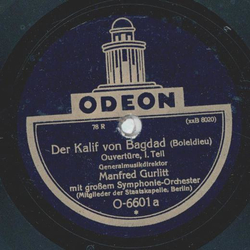 ODEON
78 R
(xxB 8020)
Der Kalif von Bagdad (Boieldieu)
Ouvertüre, I. Teil
Generalmusikdirektor
Manfred Gurlitt
mit großem Symphonie-Orchester
(Mitglieder der Staatskapelle, Berlin)
O-6601a